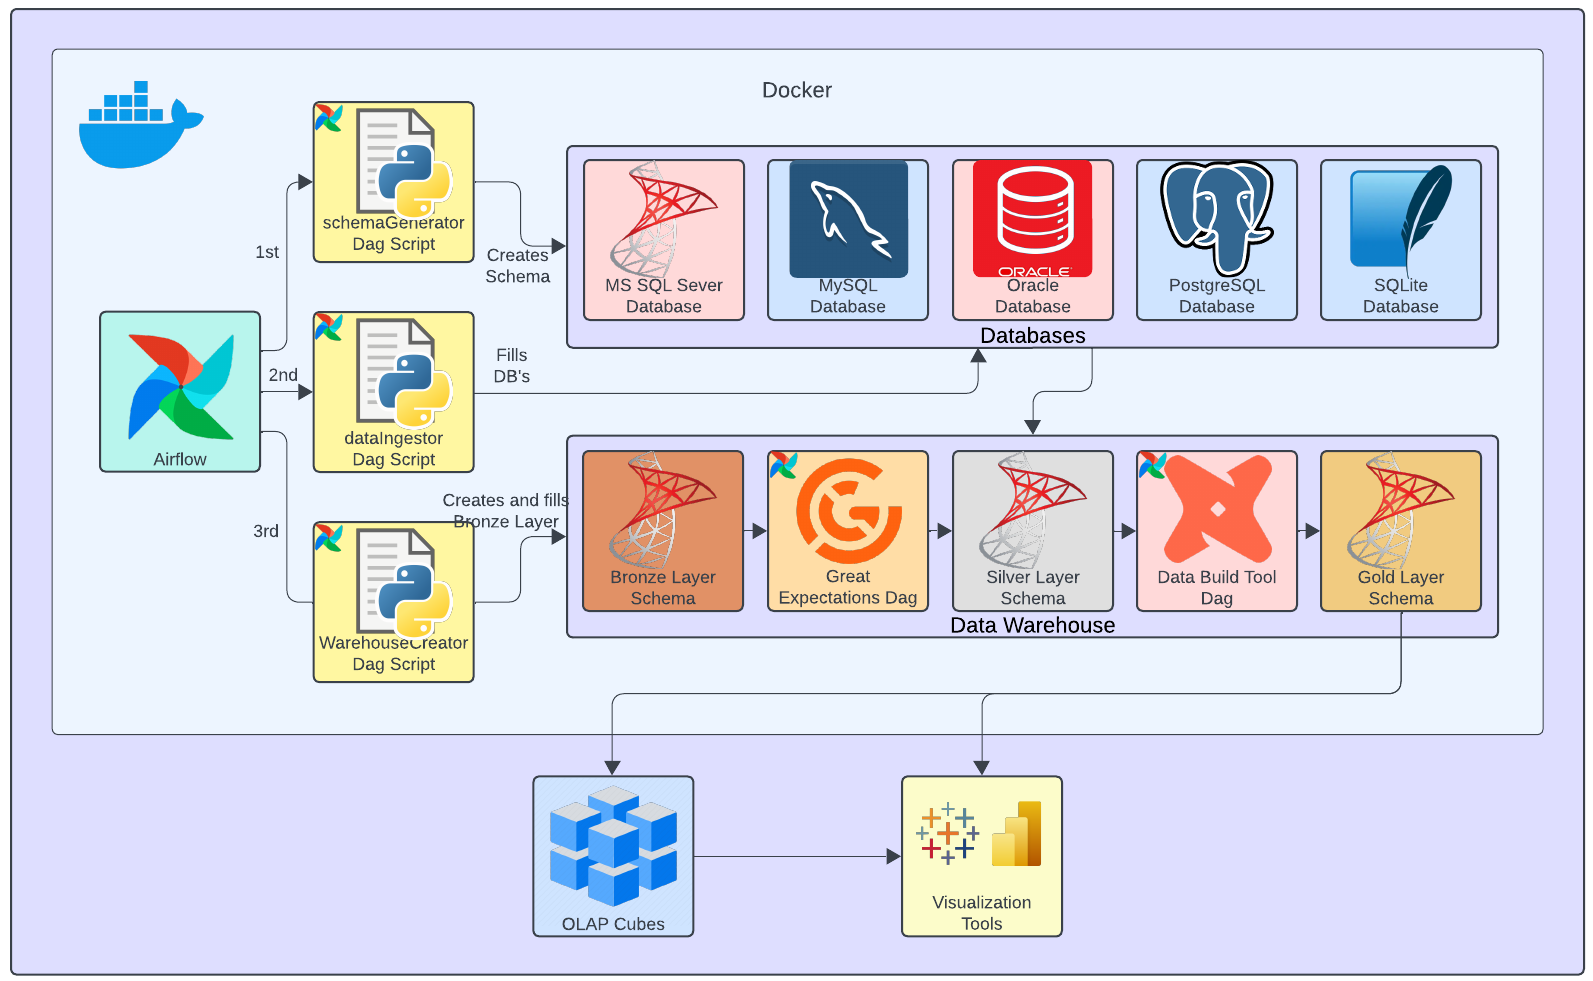 Docker
schemaGenerator
Dag Script
1st
Creates
Schema
MS SQL Sever
Database
MySQL
Database
ORACLE
Oracle
Database
PostgreSQL
Database
SQLite
Database
Databases
Airflow
2nd
dataIngestor
Dag Script
Fills
DB's
3rd
WarehouseCreator
Dag Script
Creates and fills
Bronze Layer
Bronze Layer
Schema
Great
Expectations Dag
Silver Layer
Schema
Data Build Tool
Dag
Gold Layer
Schema
Data Warehouse
OLAP Cubes
Visualization
Tools